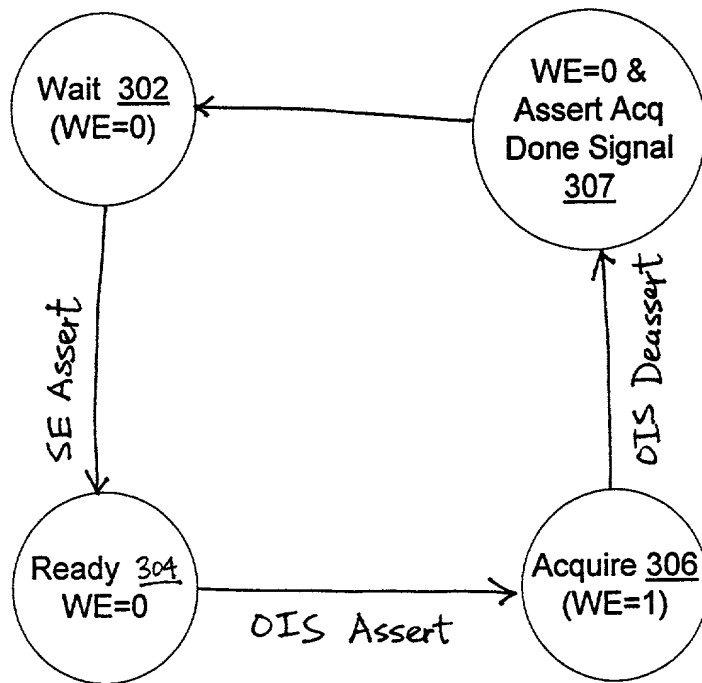 Wait 302
(WE=0)
WE=0 &
Assert Acq
Done Signal
307
SE Assert
OIS Deassert
Ready 304
WE=0
Acquire 306
(WE=1)
OIS Assert